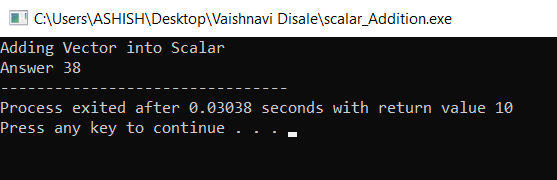 C:\Users\ASHISH\Desktop\Vaishnavi Disale\scalar_Addition.exe
Adding Vector into Scalar
Answer 38
--------------------------------
Process exited after 0.03038 seconds with return value 10
Press any key to continue . . .